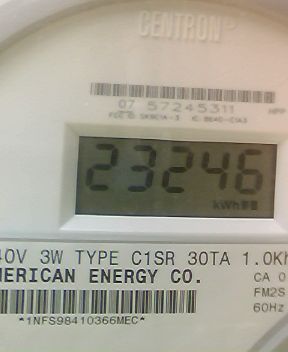 CENTRON
07 57245311
23246
kWh
40V 3W TYPE C1SR 30TA 1.0Kh
MERICAN ENERGY CO.
CA 0
FM2S
60Hz
*1NFS98410366MEC*